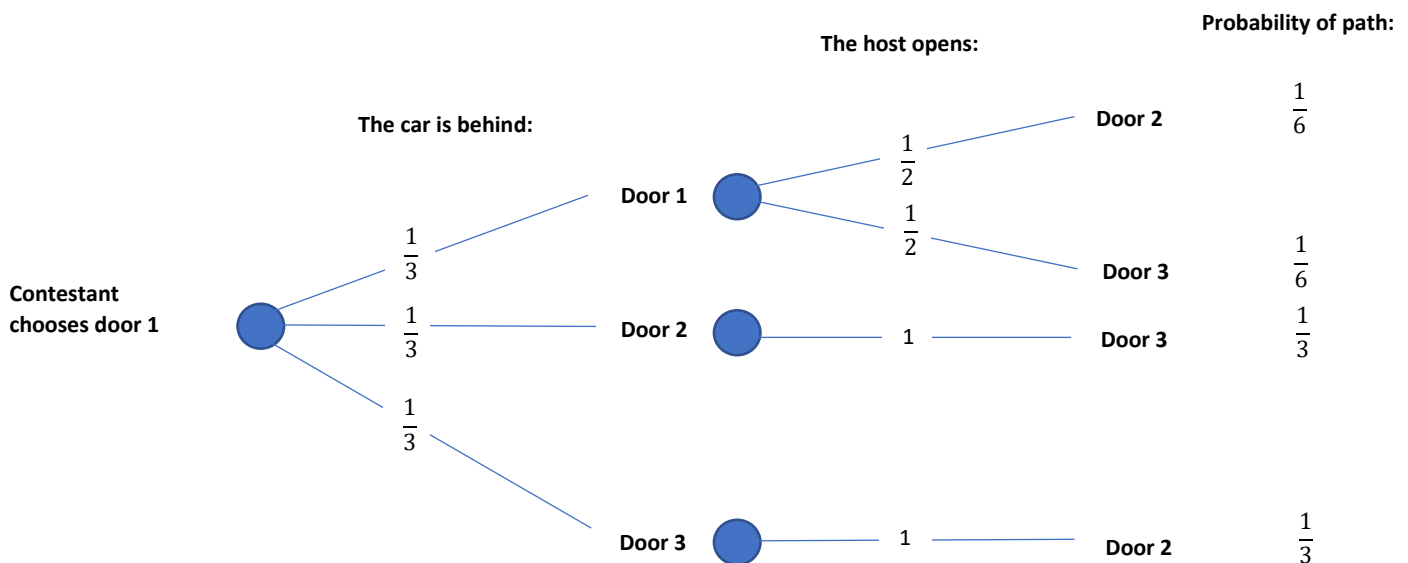 Probability of path:
The host opens:
The car is behind:
Door 2
1/6
1/2
Door 1
1/2
1/3
Door 3
1/6
Contestant
chooses door 1
1/3
Door 2
1
Door 3
1/3
1/3
Door 3
1
Door 2
1/3